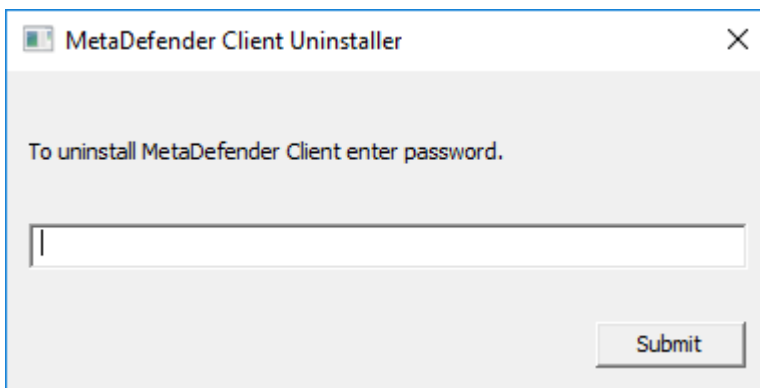 MetaDefender Client Uninstaller
To uninstall MetaDefender Client enter password.
Submit